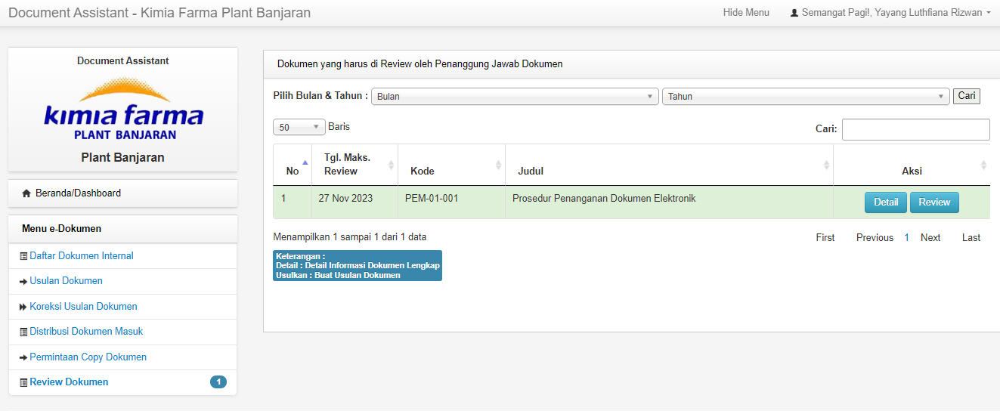 Document Assistant - Kimia Farma Plant Banjaran
Hide Menu
Semangat Pagi!, Yayang Luthfiana Rizwan
Document Assistant
kimia farma
PLANT BANJARAN
Plant Banjaran
Beranda/Dashboard
Menu e-Dokumen
Daftar Dokumen Internal
Usulan Dokumen
Koreksi Usulan Dokumen
Distribusi Dokumen Masuk
Permintaan Copy Dokumen
Review Dokumen 1
Dokumen yang harus di Review oleh Penanggung Jawab Dokumen
Pilih Bulan & Tahun : Bulan Tahun Cari
50 Baris
Cari:
No Tgl. Maks. Review Kode Judul Aksi
1 27 Nov 2023 PEM-01-001 Prosedur Penanganan Dokumen Elektronik Detail Review
Menampilkan 1 sampai 1 dari 1 data
First Previous 1 Next Last
Keterangan :
Detail : Detail Informasi Dokumen Lengkap
Usulkan : Buat Usulan Dokumen